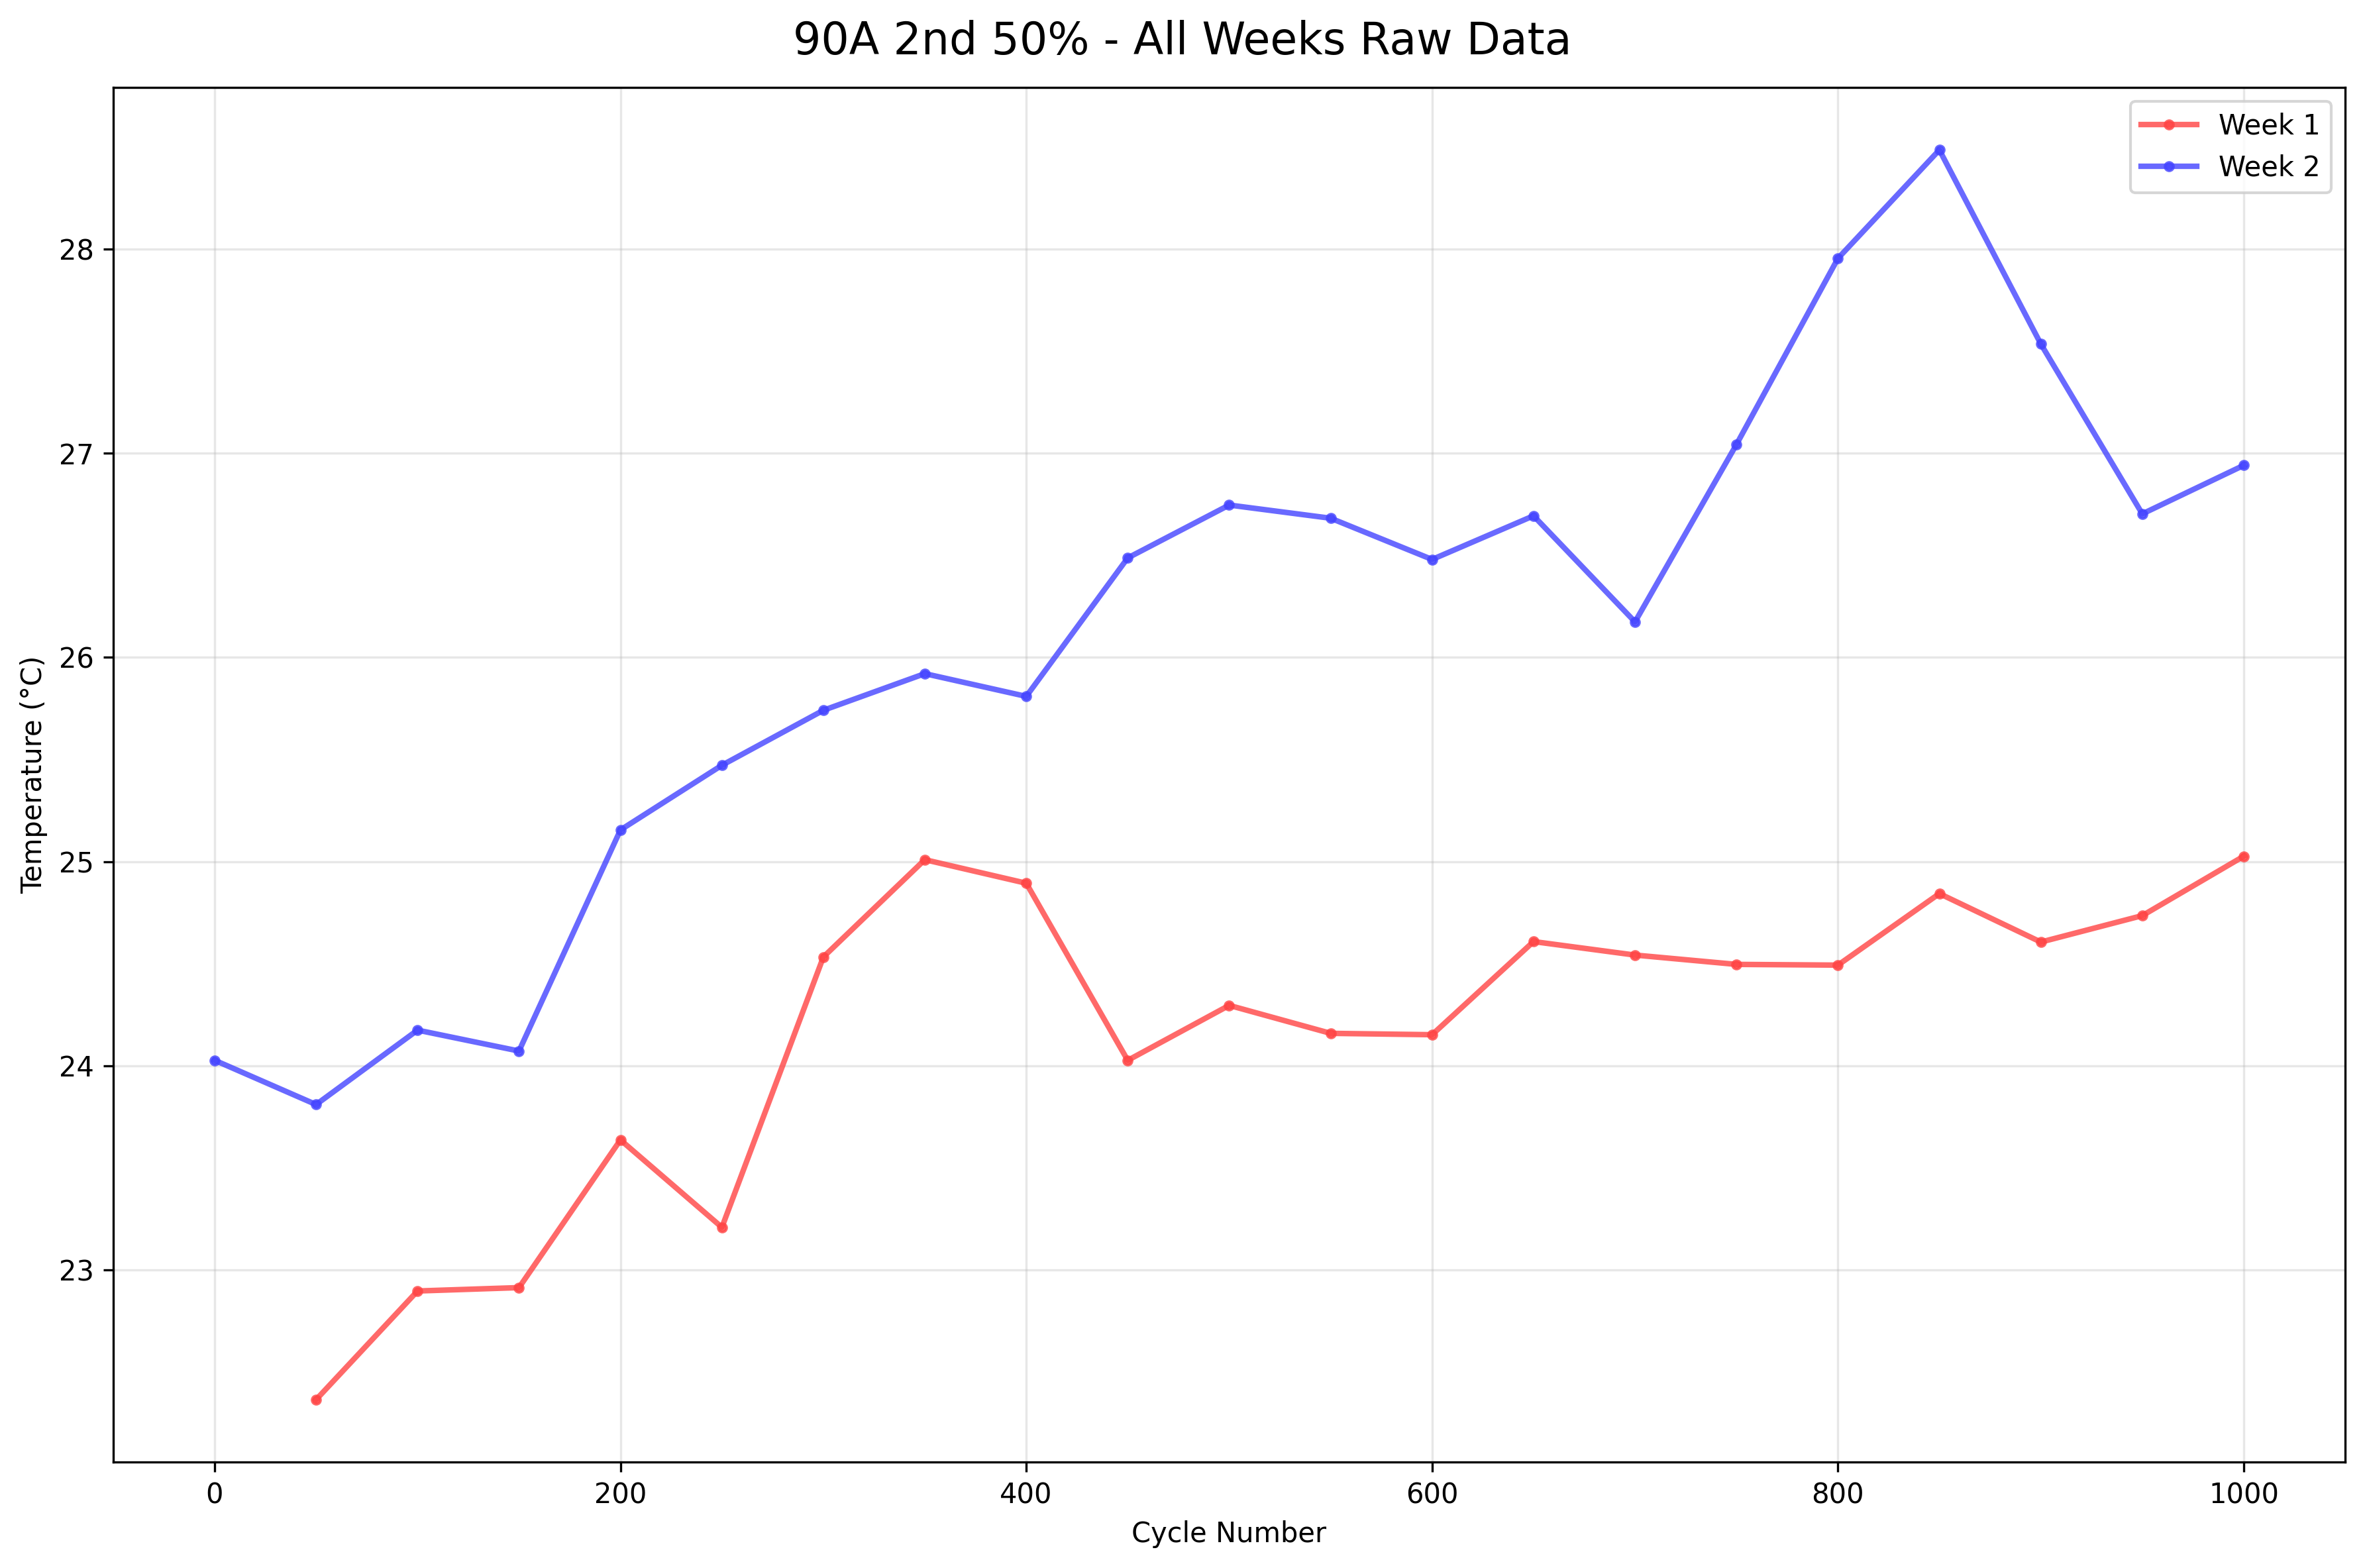 90A 2nd 50% - All Weeks Raw Data
Week 1
Week 2
Temperature (°C)
28
27
26
25
24
23
0 200 400 600 800 1000
Cycle Number